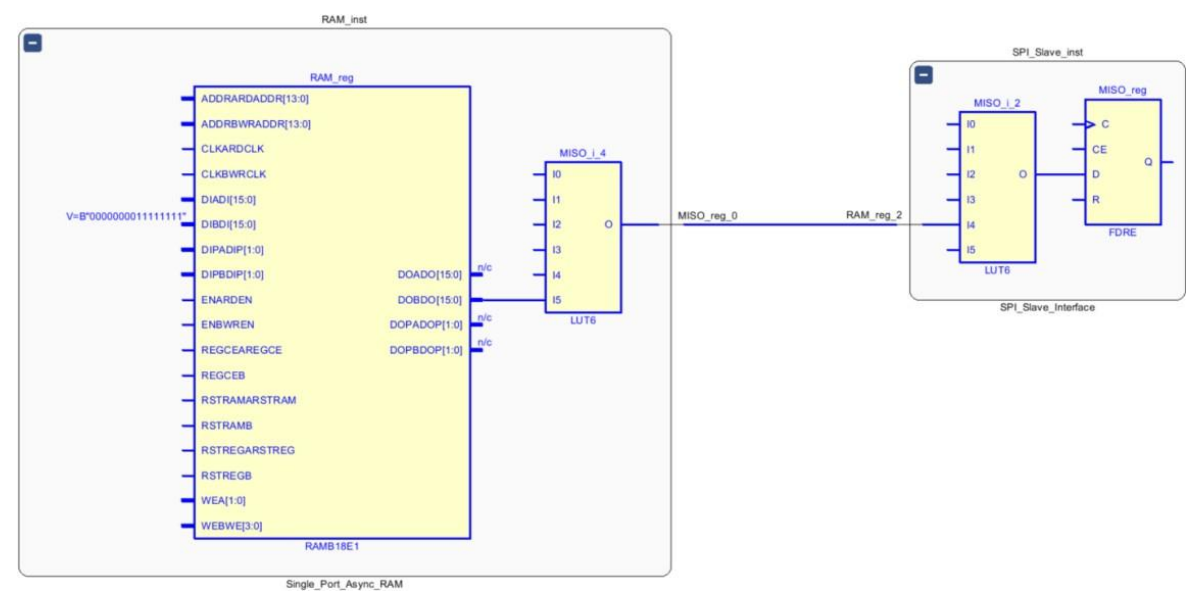 RAM_inst
RAM_reg
ADDRARDADDR[13:0]
ADDRBWRADDR[13:0]
CLKARDCLK
CLKBWRCLK
DIADI[15:0]
V=B"0000000011111111"
DIBDI[15:0]
DIPADIP[1:0]
DIPBDIP[1:0]
ENARDEN
ENBWREN
REGCEAREGCE
REGCEB
RSTRAMARSTRAM
RSTRAMB
RSTREGARSTREG
RSTREGB
WEA[1:0]
WEBWE[3:0]
DOADO[15:0]
n/c
DOBDO[15:0]
DOPADOP[1:0]
n/c
DOPBDOP[1:0]
n/c
RAMB18E1
MISO_i_4
I0
I1
I2
O
I3
I4
I5
LUT6
Single_Port_Async_RAM
MISO_reg_0
RAM_reg_2
SPI_Slave_inst
MISO_i_2
I0
I1
I2
O
I3
I4
I5
LUT6
MISO_reg
C
CE
Q
D
R
FDRE
SPI_Slave_Interface